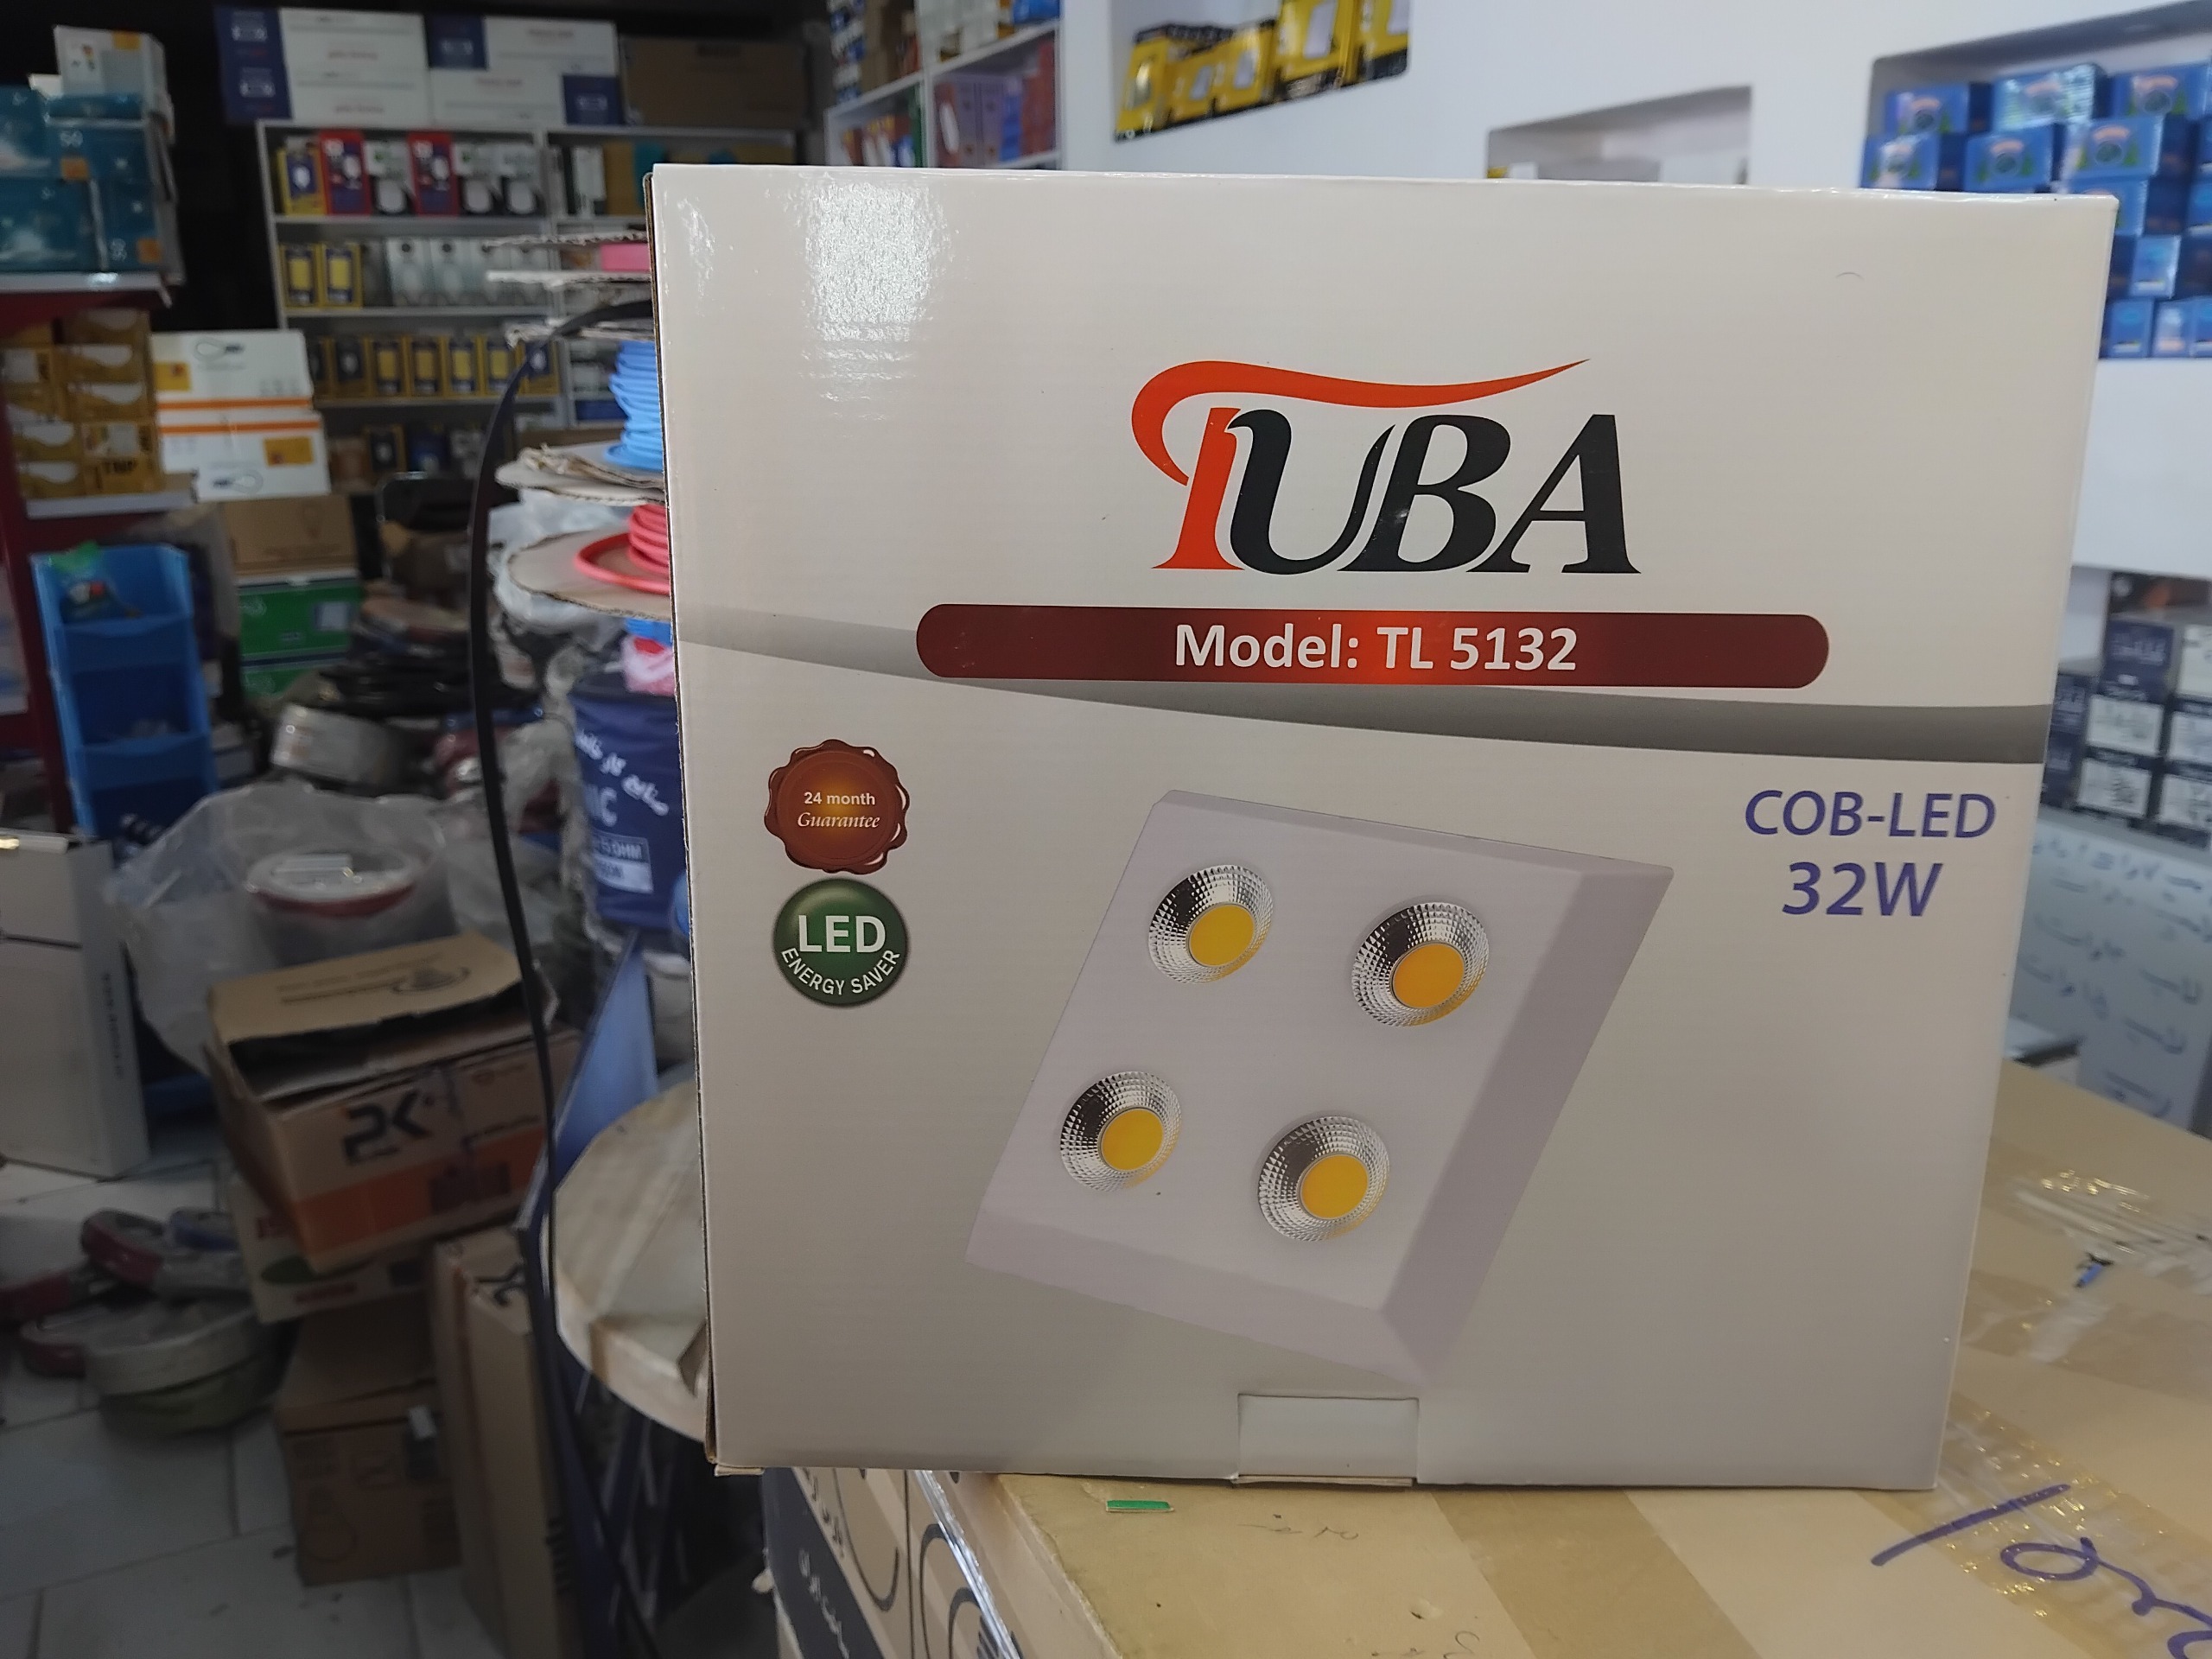 TUBA
Model: TL 5132
24 month
Guarantee
LED
ENERGY SAVER
COB-LED
32W